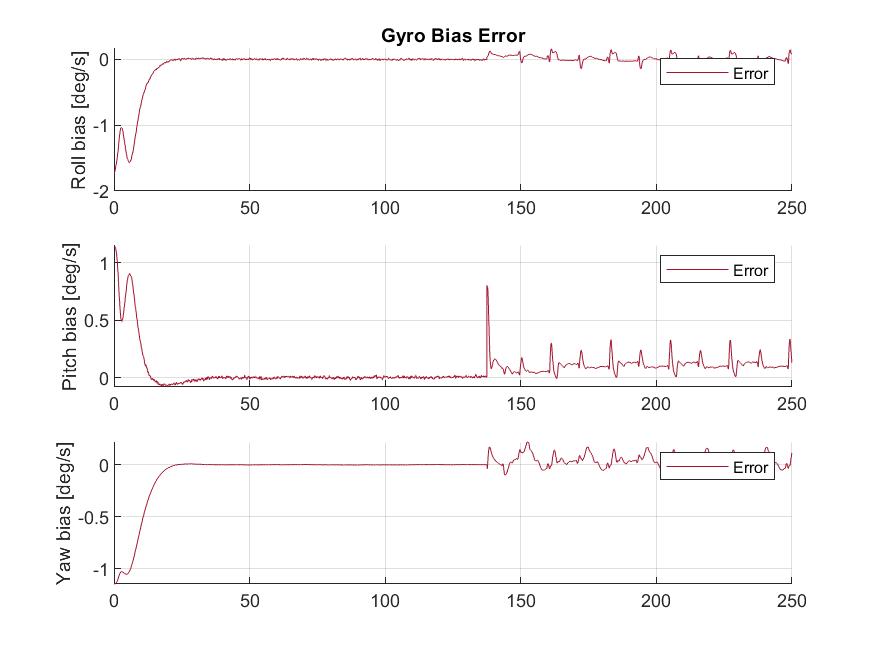 Gyro Bias Error
Roll bias [deg/s]
0
-1
-2
Error
0 50 100 150 200 250
Pitch bias [deg/s]
1
0.5
0
Error
0 50 100 150 200 250
Yaw bias [deg/s]
0
-0.5
-1
Error
0 50 100 150 200 250